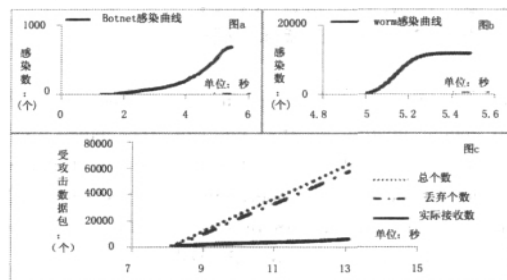 Botnet感染曲线
图a
1000
0
感染数：（个）
单位：秒
0 2 4 6
worm感染曲线
图b
20000
0
感染数：（个）
单位：秒
4.8 5 5.2 5.4 5.6
图c
80000
60000
40000
20000
0
受攻击数据包：（个）
总个数
丢弃个数
实际接收数
单位：秒
7 9 11 13 15